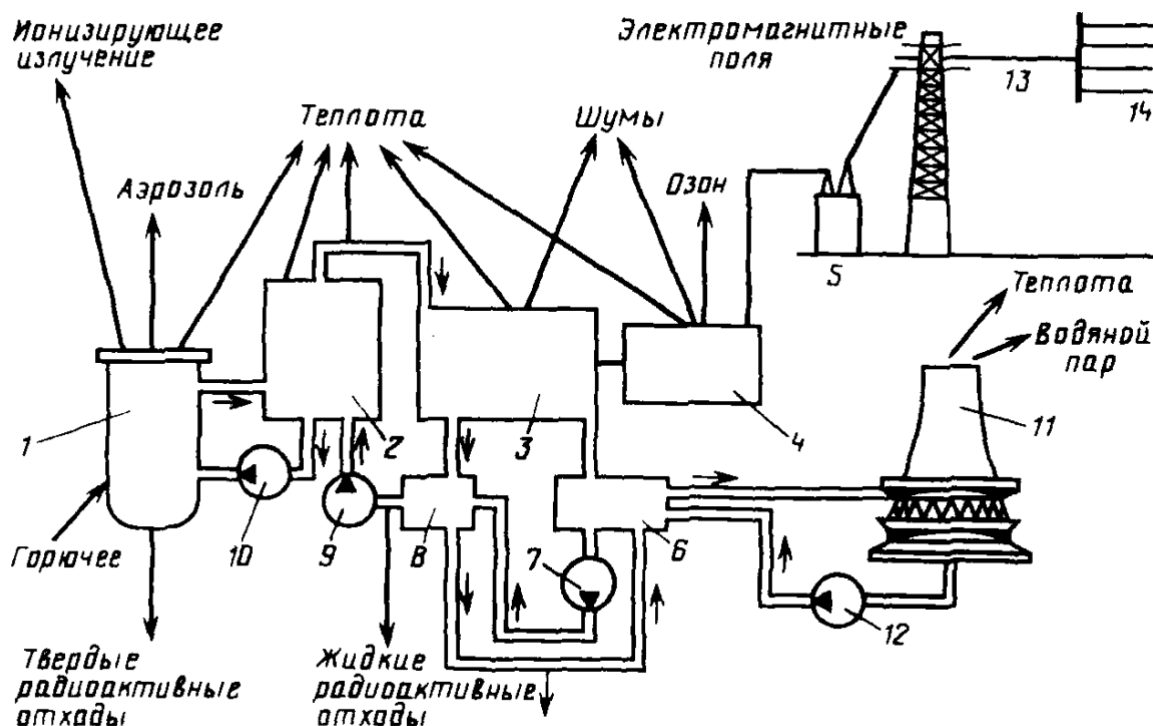 Ионизирующее
излучение
Электромагнитные
поля
13
14
Теплота
Шумы
Аэрозоль
Озон
5
Теплота
Водяной
пар
1
2
3
4
11
10
9
8
7
6
12
Горючее
Твердые
радиоактивные
отходы
Жидкие
радиоактивные
отходы